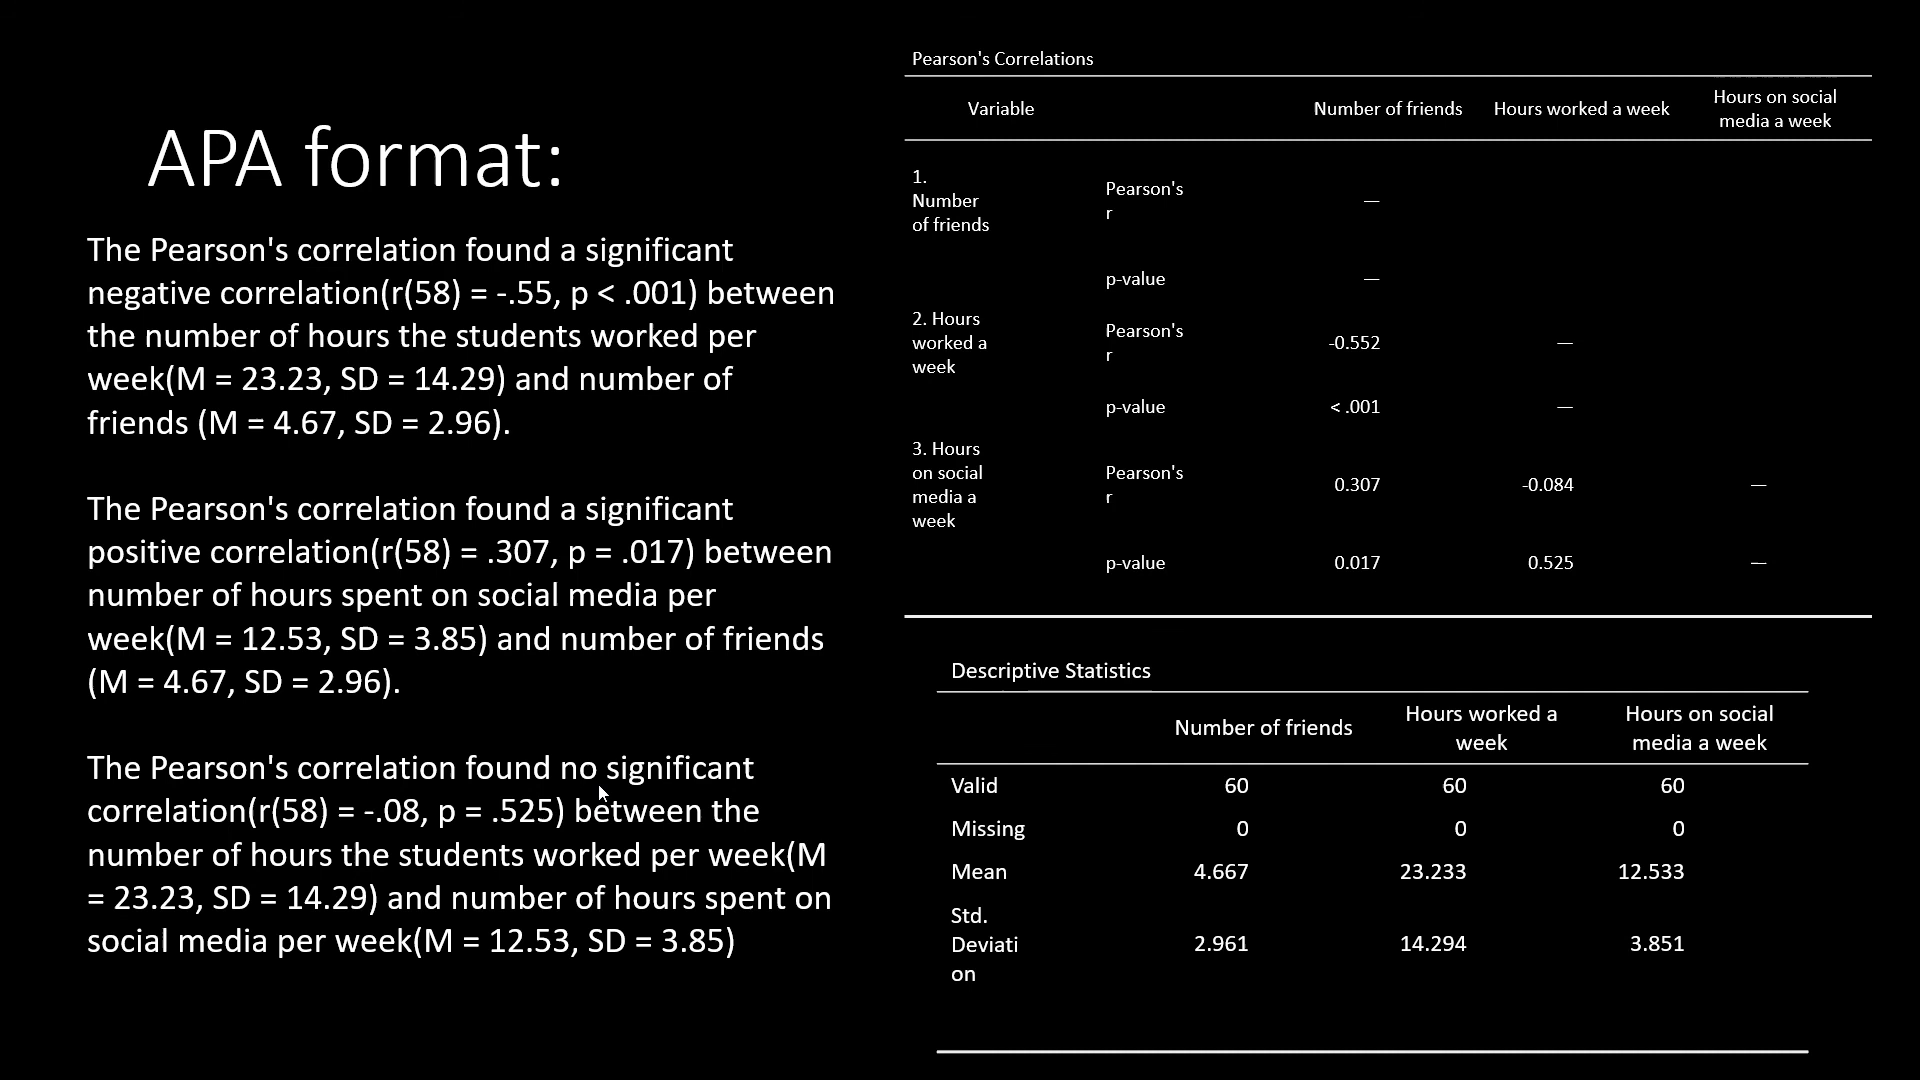 APA format:
The Pearson's correlation found a significant
negative correlation(r(58) = -.55, p < .001) between
the number of hours the students worked per
week(M = 23.23, SD = 14.29) and number of
friends (M = 4.67, SD = 2.96).
The Pearson's correlation found a significant
positive correlation(r(58) = .307, p = .017) between
number of hours spent on social media per
week(M = 12.53, SD = 3.85) and number of friends
(M = 4.67, SD = 2.96).
The Pearson's correlation found no significant
correlation(r(58) = -.08, p = .525) between the
number of hours the students worked per week(M
= 23.23, SD = 14.29) and number of hours spent on
social media per week(M = 12.53, SD = 3.85)
Pearson's Correlations
Variable Number of friends Hours worked a week Hours on social
media a week
1.
Number
of friends
Pearson's
r
—
p-value —
2. Hours
worked a
week
Pearson's
r
-0.552 —
p-value < .001 —
3. Hours
on social
media a
week
Pearson's
r
0.307 -0.084 —
p-value 0.017 0.525 —
Descriptive Statistics
Number of friends
Hours worked a
week
Hours on social
media a week
Valid 60 60 60
Missing 0 0 0
Mean 4.667 23.233 12.533
Std.
Deviati
on
2.961 14.294 3.851